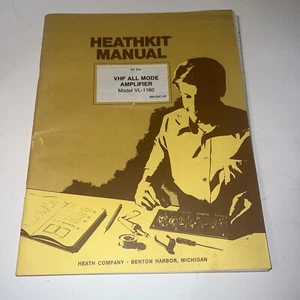 HEATHKIT
MANUAL
for the
VHF ALL MODE
AMPLIFIER
Model VL-1180
HEATH COMPANY • BENTON HARBOR, MICHIGAN